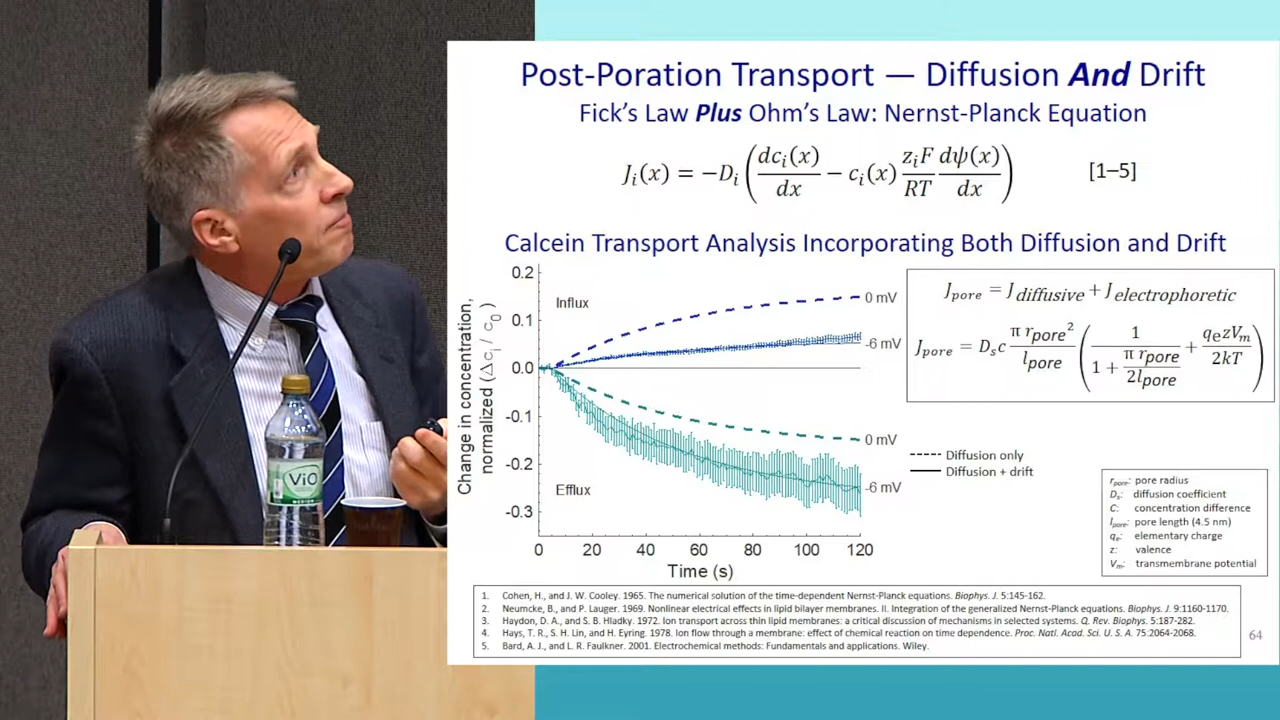 Post-Poration Transport — Diffusion And Drift
Fick's Law Plus Ohm's Law: Nernst-Planck Equation
J_i(x) = −D_i (dc_i(x)/dx − c_i(x) z_iF/RT dψ(x)/dx) [1–5]
Calcein Transport Analysis Incorporating Both Diffusion and Drift
Change in concentration,
normalized (Δc_i / c_0)
0.2
0.1
0.0
-0.1
-0.2
-0.3
Influx
Efflux
0 mV
-6 mV
0 mV
-6 mV
0 20 40 60 80 100 120
Time (s)
Diffusion only
Diffusion + drift
J_pore = J_diffusive + J_electrophoretic
J_pore = D_s c π r_pore² / l_pore (1 / (1 + π r_pore / 2l_pore) + q_e z V_m / 2kT)
r_pore: pore radius
D_s: diffusion coefficient
C: concentration difference
l_pore: pore length (4.5 nm)
q_e: elementary charge
z: valence
V_m: transmembrane potential
1. Cohen, H., and J. W. Cooley. 1965. The numerical solution of the time-dependent Nernst-Planck equations. Biophys. J. 5:145-162.
2. Neumcke, B., and P. Lauger. 1969. Nonlinear electrical effects in lipid bilayer membranes. II. Integration of the generalized Nernst-Planck equations. Biophys. J. 9:1160-1170.
3. Haydon, D. A., and S. B. Hladky. 1972. Ion transport across thin lipid membranes: a critical discussion of mechanisms in selected systems. Q. Rev. Biophys. 5:187-282.
4. Hays, T. R., S. H. Lin, and H. Eyring. 1978. Ion flow through a membrane: effect of chemical reaction on time dependence. Proc. Natl. Acad. Sci. U. S. A. 75:2064-2068.
5. Bard, A. J., and L. R. Faulkner. 2001. Electrochemical methods: Fundamentals and applications. Wiley.
64
ViO
MEDIUM